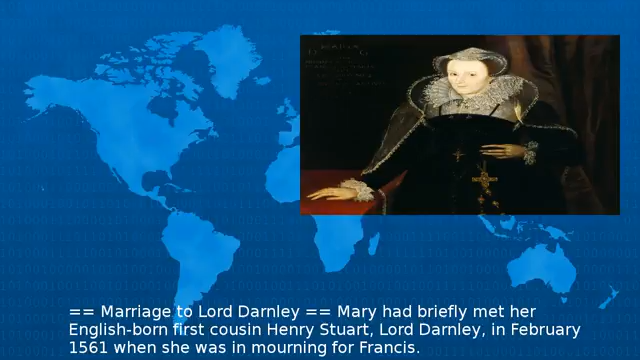 == Marriage to Lord Darnley == Mary had briefly met her
English-born first cousin Henry Stuart, Lord Darnley, in February
1561 when she was in mourning for Francis.